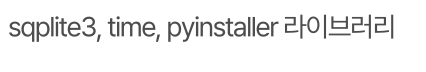 sqplite3, time, pyinstaller 라이브러리